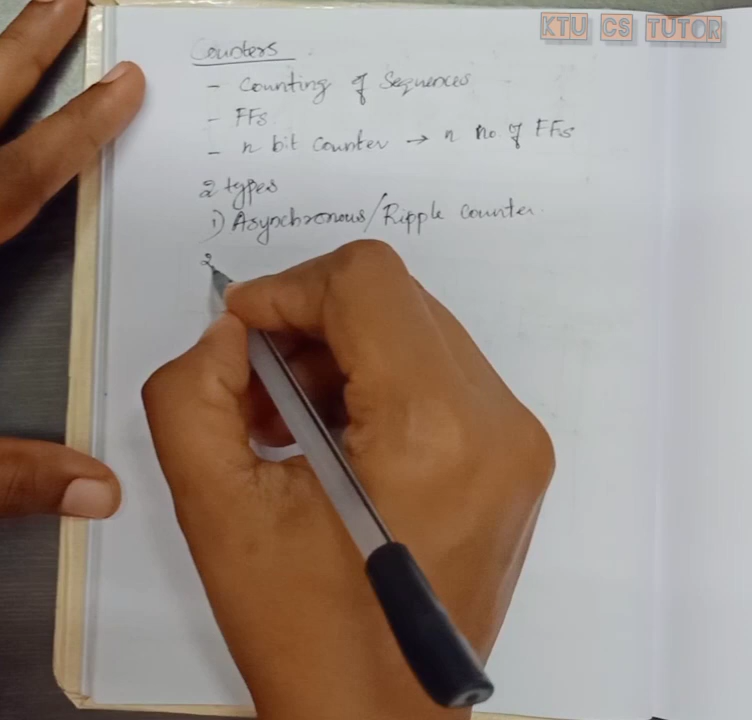 KTU CS TUTOR
Counters
- Counting of Sequences
- FFs
- n bit counter → n no. of FFs
2 types
1) Asynchronous/Ripple counter.
2